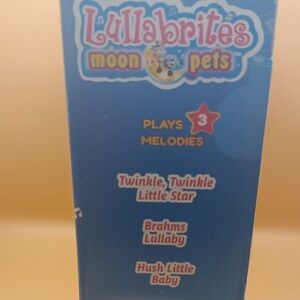 Lullabrites
moon pets
PLAYS 3
MELODIES
Twinkle, Twinkle
Little Star
Brahms
Lullaby
Hush Little
Baby